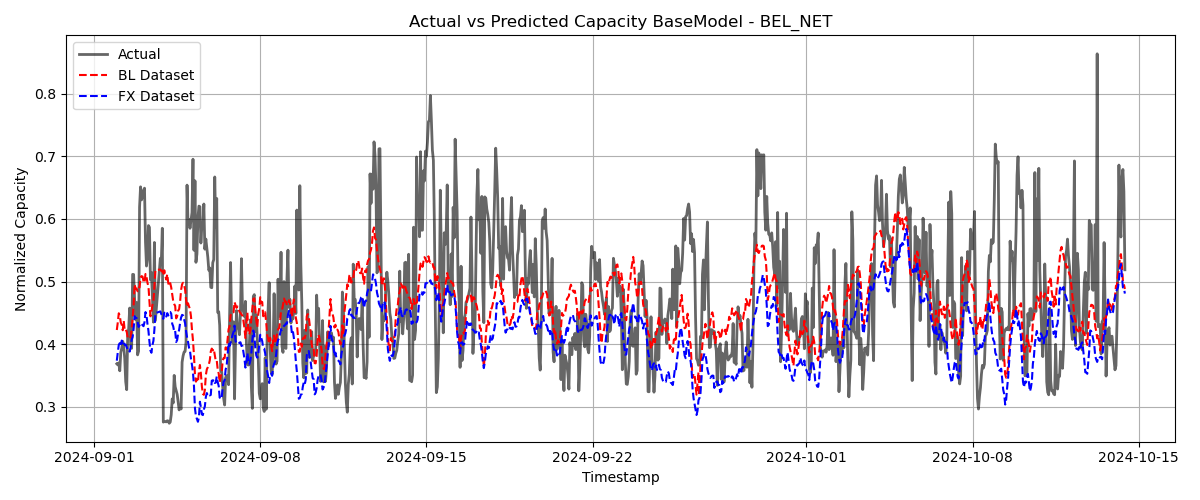 Actual vs Predicted Capacity BaseModel - BEL_NET
Actual
BL Dataset
FX Dataset
Normalized Capacity
0.8
0.7
0.6
0.5
0.4
0.3
2024-09-01 2024-09-08 2024-09-15 2024-09-22 2024-10-01 2024-10-08 2024-10-15
Timestamp